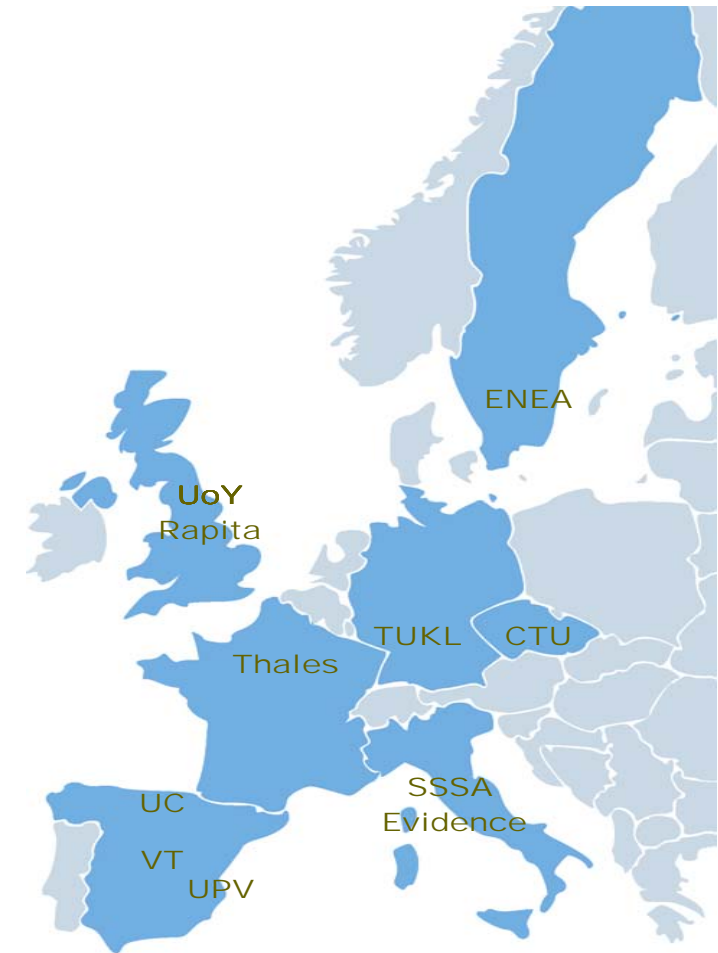 ENEA
UoY
Rapita
TUKL
CTU
Thales
SSSA
Evidence
UC
VT
UPV